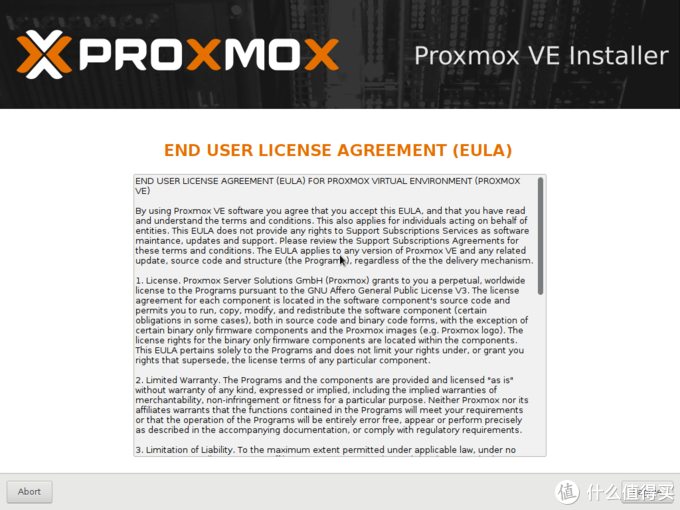 PROXMOX
Proxmox VE Installer
END USER LICENSE AGREEMENT (EULA)
END USER LICENSE AGREEMENT (EULA) FOR PROXMOX VIRTUAL ENVIRONMENT (PROXMOX
VE)
By using Proxmox VE software you agree that you accept this EULA, and that you have read
and understand the terms and conditions. This also applies for individuals acting on behalf of
entities. This EULA does not provide any rights to Support Subscriptions Services as software
maintance, updates and support. Please review the Support Subscriptions Agreements for
these terms and conditions. The EULA applies to any version of Proxmox VE and any related
update, source code and structure (the Programs), regardless of the the delivery mechanism.
1. License. Proxmox Server Solutions GmbH (Proxmox) grants to you a perpetual, worldwide
license to the Programs pursuant to the GNU Affero General Public License V3. The license
agreement for each component is located in the software component's source code and
permits you to run, copy, modify, and redistribute the software component (certain
obligations in some cases), both in source code and binary code forms, with the exception of
certain binary only firmware components and the Proxmox images (e.g. Proxmox logo). The
license rights for the binary only firmware components are located within the components.
This EULA pertains solely to the Programs and does not limit your rights under, or grant you
rights that supersede, the license terms of any particular component.
2. Limited Warranty. The Programs and the components are provided and licensed "as is"
without warranty of any kind, expressed or implied, including the implied warranties of
merchantability, non-infringement or fitness for a particular purpose. Neither Proxmox nor its
affiliates warrants that the functions contained in the Programs will meet your requirements
or that the operation of the Programs will be entirely error free, appear or perform precisely
as described in the accompanying documentation, or comply with regulatory requirements.
3. Limitation of Liability. To the maximum extent permitted under applicable law, under no
Abort
值 什么值得买